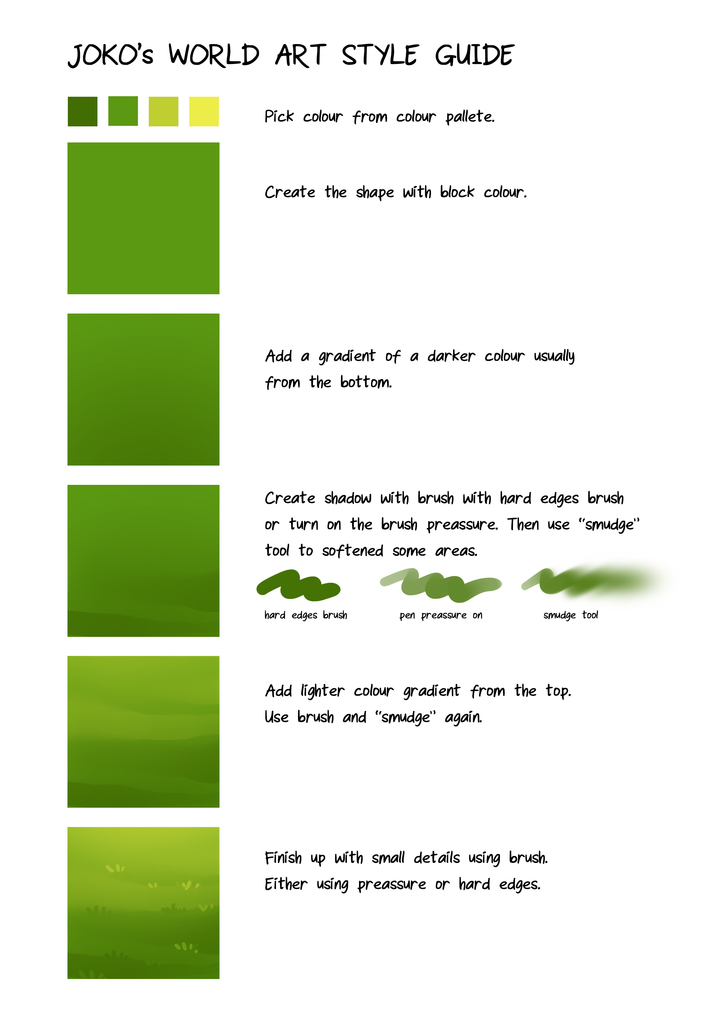 JOKO's WORLD ART STYLE GUIDE
Pick colour from colour pallete.
Create the shape with block colour.
Add a gradient of a darker colour usually
from the bottom.
Create shadow with brush with hard edges brush
or turn on the brush preassure. Then use "smudge"
tool to softened some areas.
hard edges brush
pen preassure on
smudge tool
Add lighter colour gradient from the top.
Use brush and "smudge" again.
Finish up with small details using brush.
Either using preassure or hard edges.